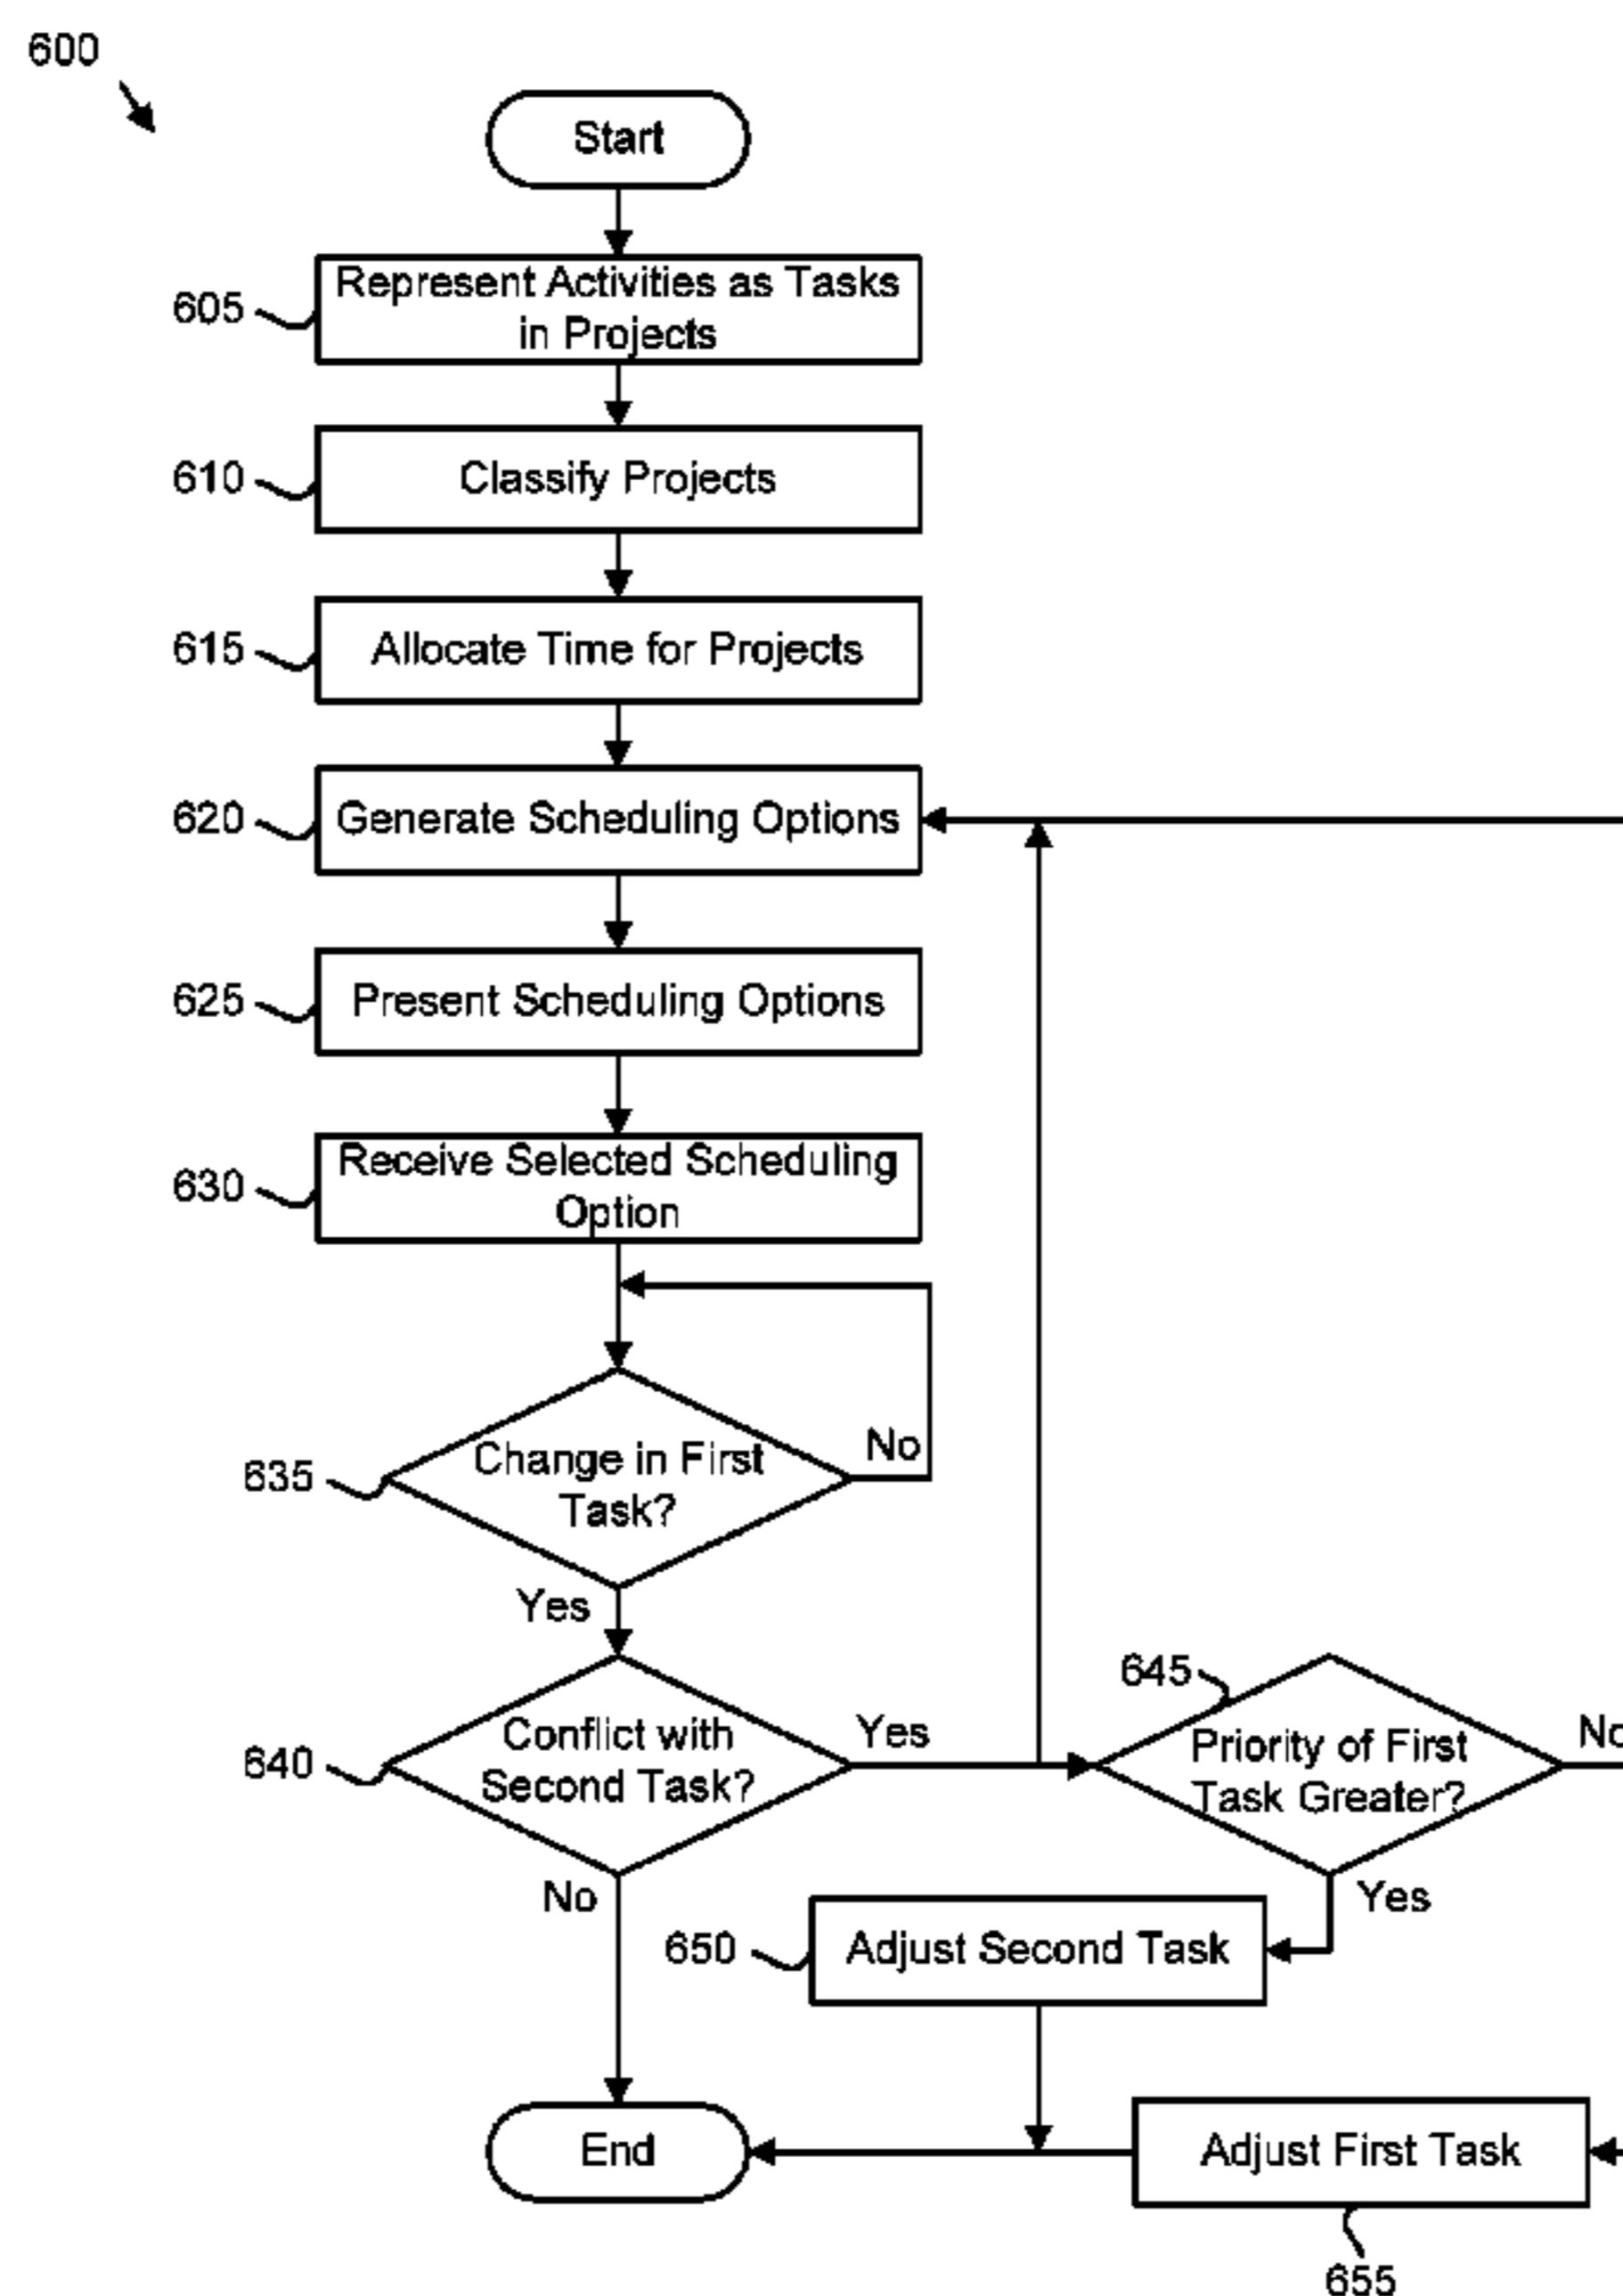 600
Start
605
Represent Activities as Tasks
in Projects
610
Classify Projects
615
Allocate Time for Projects
620
Generate Scheduling Options
625
Present Scheduling Options
630
Receive Selected Scheduling
Option
635
Change in First
Task?
No
Yes
640
Conflict with
Second Task?
Yes
No
645
Priority of First
Task Greater?
No
Yes
650
Adjust Second Task
End
Adjust First Task
655